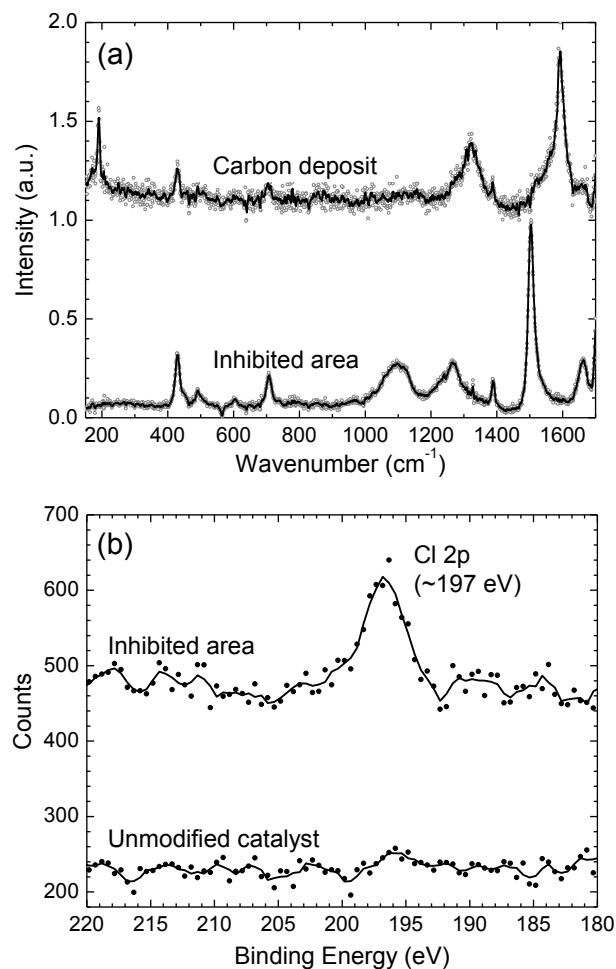 (a)
2.0
1.5
1.0
0.5
0.0
Intensity (a.u.)
Carbon deposit
Inhibited area
200 400 600 800 1000 1200 1400 1600
Wavenumber (cm⁻¹)
(b)
700
600
500
400
300
200
Counts
Cl 2p
(~197 eV)
Inhibited area
Unmodified catalyst
220 215 210 205 200 195 190 185 180
Binding Energy (eV)